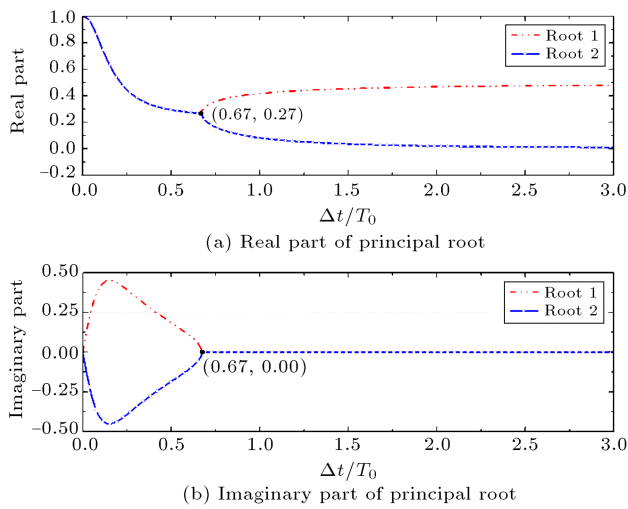 1.0
0.8
0.6
0.4
0.2
0.0
−0.2
Real part
Root 1
Root 2
(0.67, 0.27)
0.0 0.5 1.0 1.5 2.0 2.5 3.0
Δt/T₀
(a) Real part of principal root
0.50
0.25
0.00
−0.25
−0.50
Imaginary part
Root 1
Root 2
(0.67, 0.00)
0.0 0.5 1.0 1.5 2.0 2.5 3.0
Δt/T₀
(b) Imaginary part of principal root